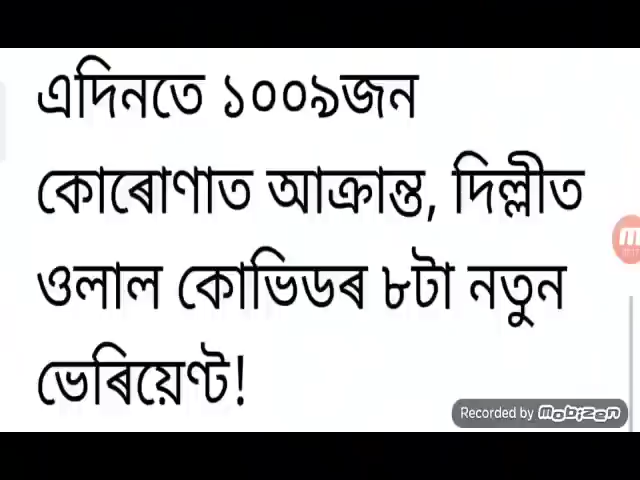 এদিনতে ১০০৯জন
কোৰোণাত আক্ৰান্ত, দিল্লীত
ওলাল কোভিডৰ ৮টা নতুন
ভেৰিয়েণ্ট!
Recorded by Mobizen